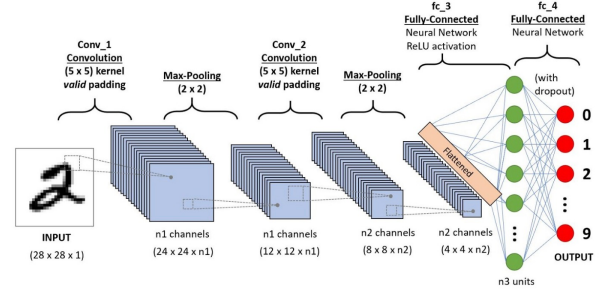 Conv_1
Convolution
(5 x 5) kernel
valid padding
Max-Pooling
(2 x 2)
Conv_2
Convolution
(5 x 5) kernel
valid padding
Max-Pooling
(2 x 2)
fc_3
Fully-Connected
Neural Network
ReLU activation
fc_4
Fully-Connected
Neural Network
(with
dropout)
2
INPUT
(28 x 28 x 1)
n1 channels
(24 x 24 x n1)
n1 channels
(12 x 12 x n1)
n2 channels
(8 x 8 x n2)
n2 channels
(4 x 4 x n2)
Flattened
n3 units
0
1
2
9
OUTPUT